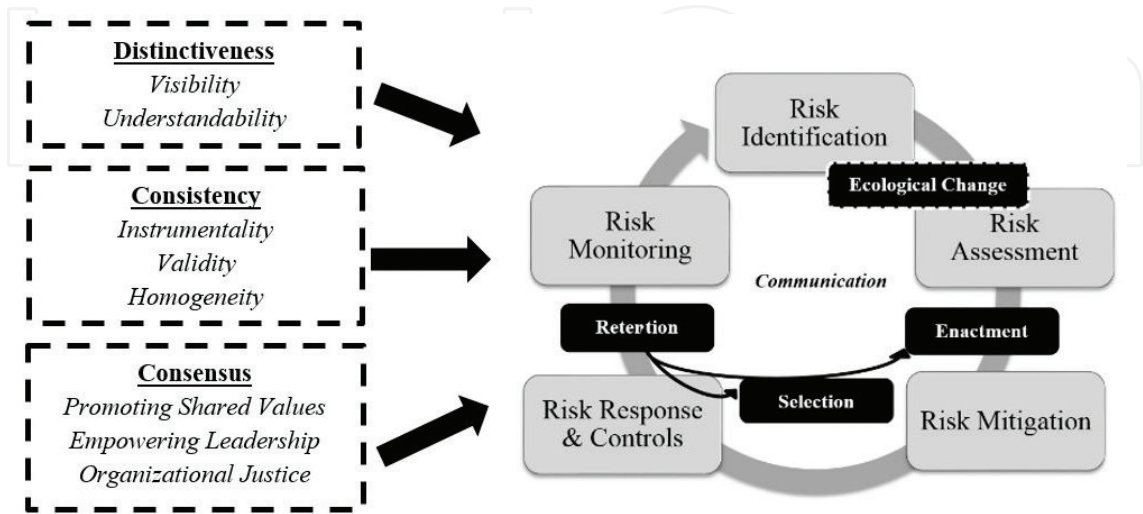 Distinctiveness
Visibility
Understandability
Consistency
Instrumentality
Validity
Homogeneity
Consensus
Promoting Shared Values
Empowering Leadership
Organizational Justice
Risk
Identification
Ecological Change
Risk
Assessment
Risk
Monitoring
Communication
Retention
Enactment
Selection
Risk Response
& Controls
Risk Mitigation